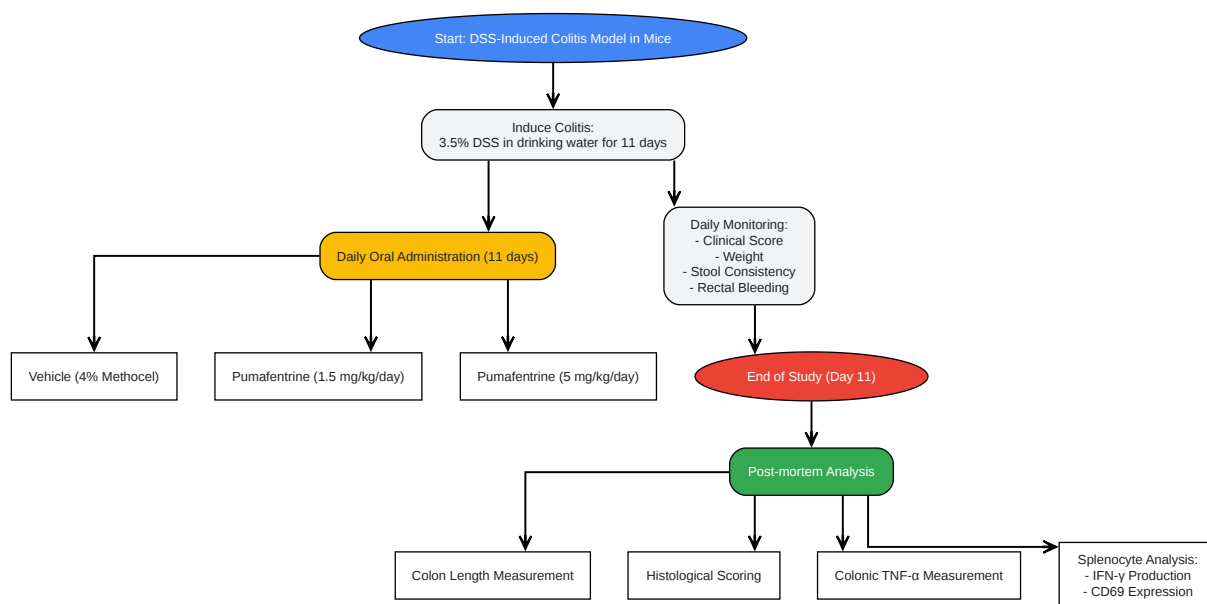 Start: DSS-Induced Colitis Model in Mice
Induce Colitis:
3.5% DSS in drinking water for 11 days
Daily Monitoring:
- Clinical Score
- Weight
- Stool Consistency
- Rectal Bleeding
Daily Oral Administration (11 days)
Vehicle (4% Methocel)
Pumafentrine (1.5 mg/kg/day)
Pumafentrine (5 mg/kg/day)
End of Study (Day 11)
Post-mortem Analysis
Colon Length Measurement
Histological Scoring
Colonic TNF-α Measurement
Splenocyte Analysis:
- IFN-γ Production
- CD69 Expression